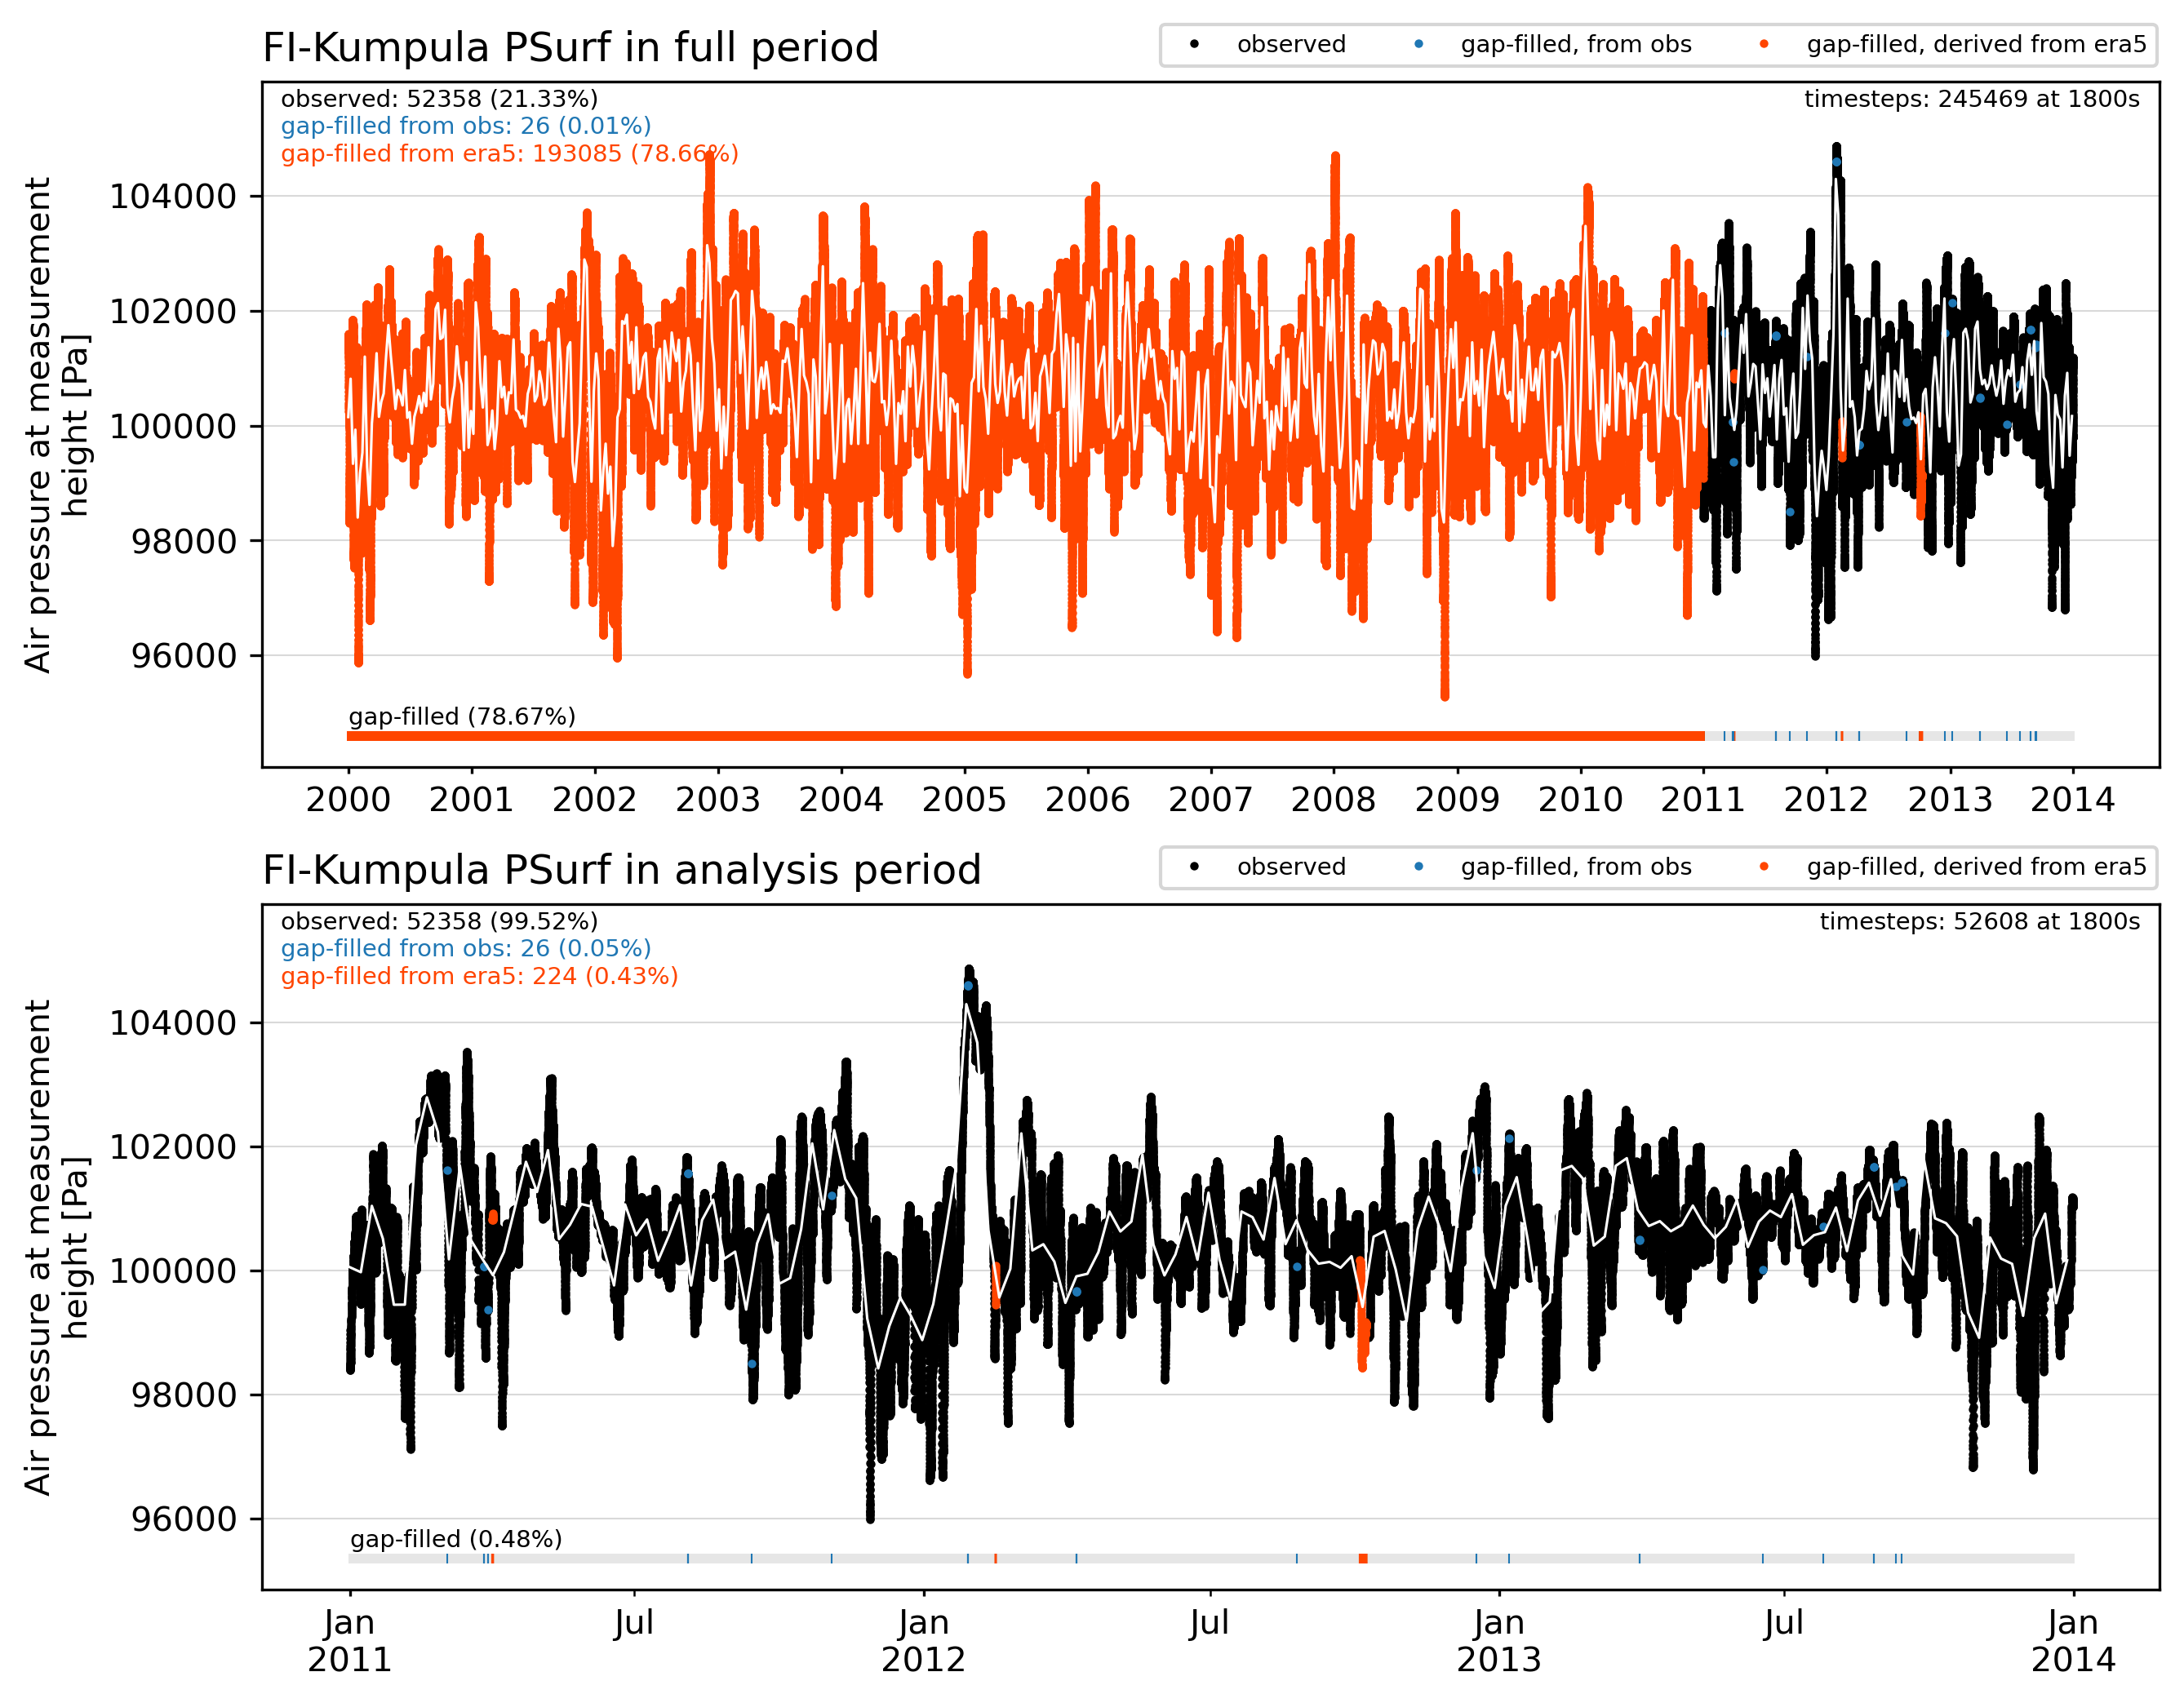 FI-Kumpula PSurf in full period
observed
gap-filled, from obs
gap-filled, derived from era5
observed: 52358 (21.33%)
timesteps: 245469 at 1800s
gap-filled from obs: 26 (0.01%)
gap-filled from era5: 193085 (78.66%)
Air pressure at measurement
height [Pa]
104000
102000
100000
98000
96000
gap-filled (78.67%)
2000 2001 2002 2003 2004 2005 2006 2007 2008 2009 2010 2011 2012 2013 2014
FI-Kumpula PSurf in analysis period
observed
gap-filled, from obs
gap-filled, derived from era5
observed: 52358 (99.52%)
timesteps: 52608 at 1800s
gap-filled from obs: 26 (0.05%)
gap-filled from era5: 224 (0.43%)
Air pressure at measurement
height [Pa]
104000
102000
100000
98000
96000
gap-filled (0.48%)
Jan Jul Jan Jul Jan Jul Jan
2011 2012 2013 2014